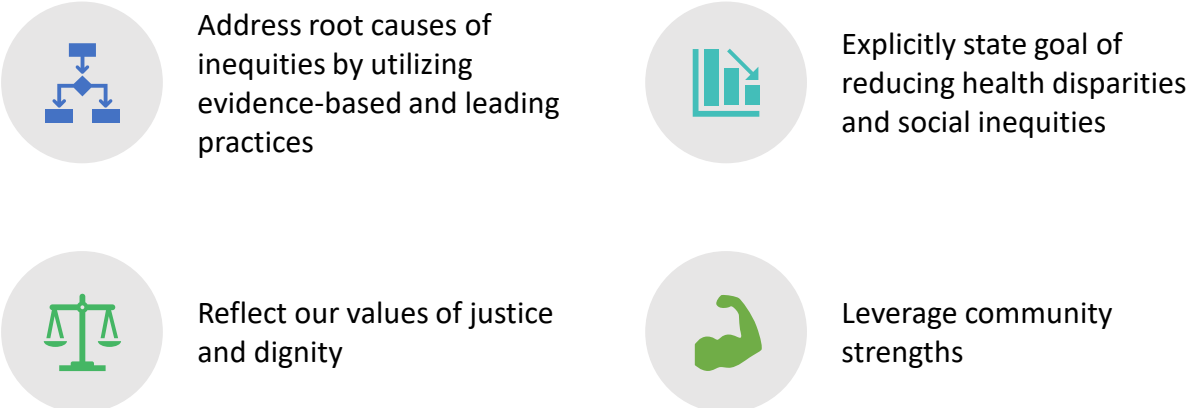 Address root causes of
inequities by utilizing
evidence-based and leading
practices
Explicitly state goal of
reducing health disparities
and social inequities
Reflect our values of justice
and dignity
Leverage community
strengths